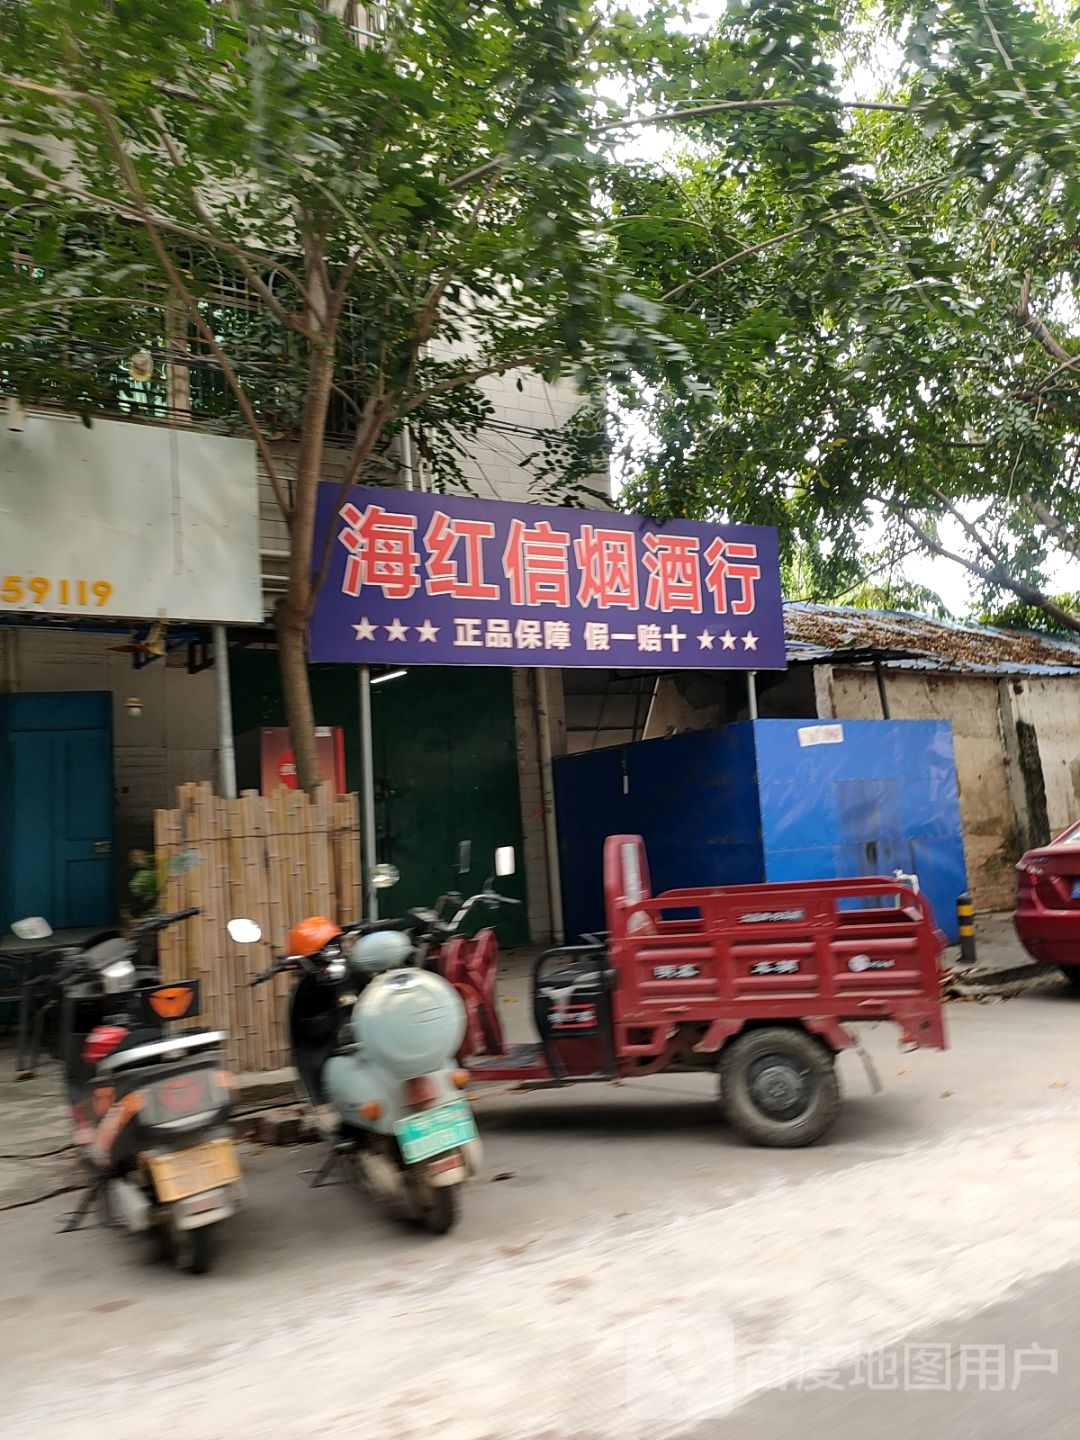 59119
海红信烟酒行
★★★ 正品保障 假一赔十 ★★★
百度地图用户